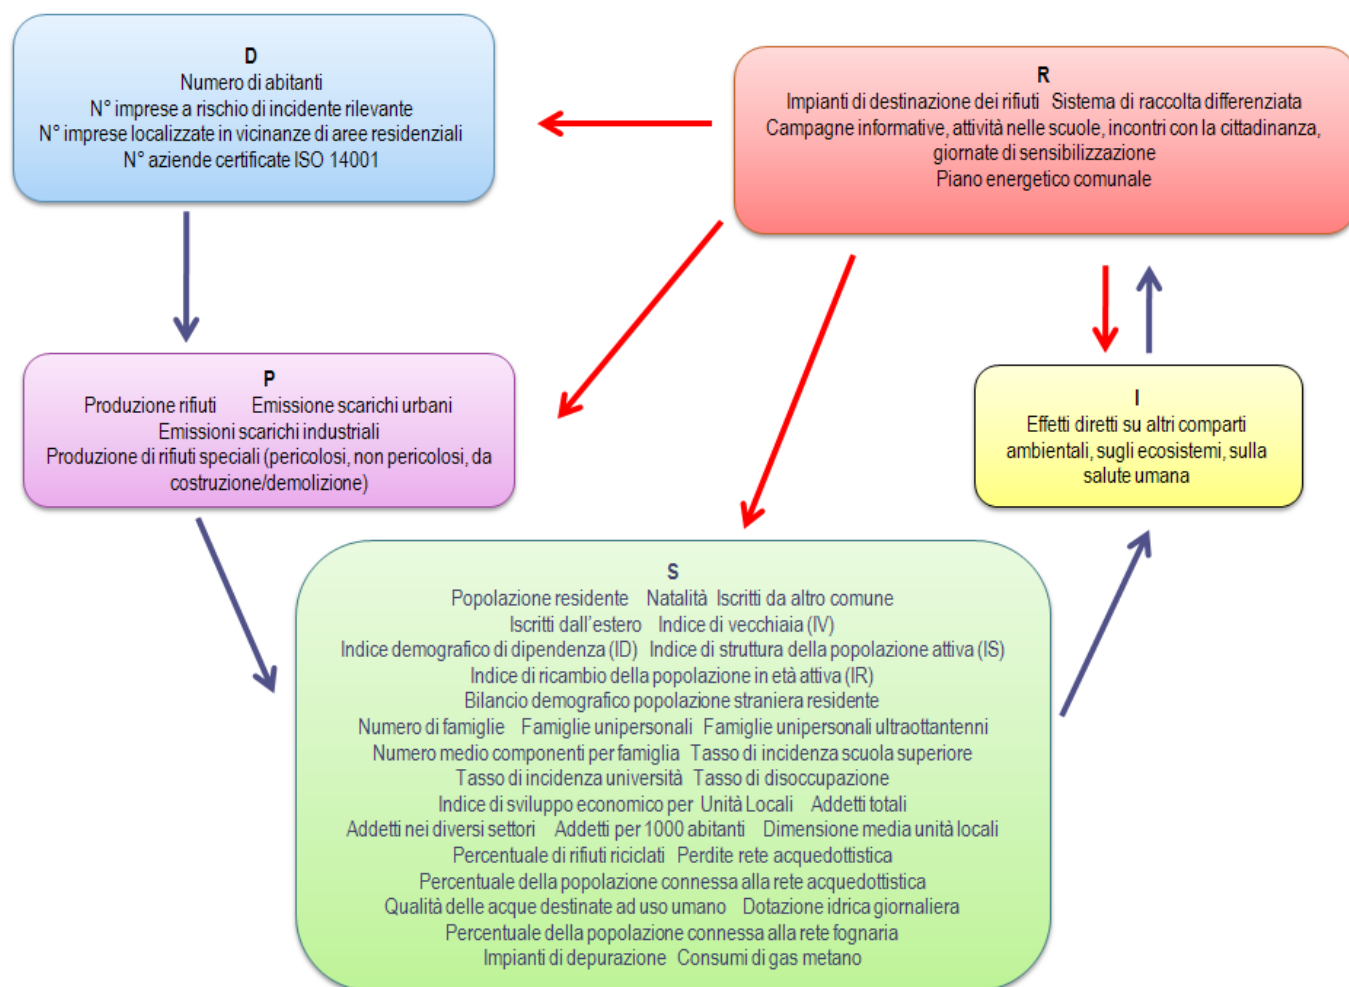 D
Numero di abitanti
N° imprese a rischio di incidente rilevante
N° imprese localizzate in vicinanze di aree residenziali
N° aziende certificate ISO 14001
R
Impianti di destinazione dei rifiuti Sistema di raccolta differenziata
Campagne informative, attività nelle scuole, incontri con la cittadinanza,
giornate di sensibilizzazione
Piano energetico comunale
P
Produzione rifiuti Emissione scarichi urbani
Emissioni scarichi industriali
Produzione di rifiuti speciali (pericolosi, non pericolosi, da
costruzione/demolizione)
I
Effetti diretti su altri comparti
ambientali, sugli ecosistemi, sulla
salute umana
S
Popolazione residente Natalità Iscritti da altro comune
Iscritti dall'estero Indice di vecchiaia (IV)
Indice demografico di dipendenza (ID) Indice di struttura della popolazione attiva (IS)
Indice di ricambio della popolazione in età attiva (IR)
Bilancio demografico popolazione straniera residente
Numero di famiglie Famiglie unipersonali Famiglie unipersonali ultraottantenni
Numero medio componenti per famiglia Tasso di incidenza scuola superiore
Tasso di incidenza università Tasso di disoccupazione
Indice di sviluppo economico per Unità Locali Addetti totali
Addetti nei diversi settori Addetti per 1000 abitanti Dimensione media unità locali
Percentuale di rifiuti riciclati Perdite rete acquedottistica
Percentuale della popolazione connessa alla rete acquedottistica
Qualità delle acque destinate ad uso umano Dotazione idrica giornaliera
Percentuale della popolazione connessa alla rete fognaria
Impianti di depurazione Consumi di gas metano